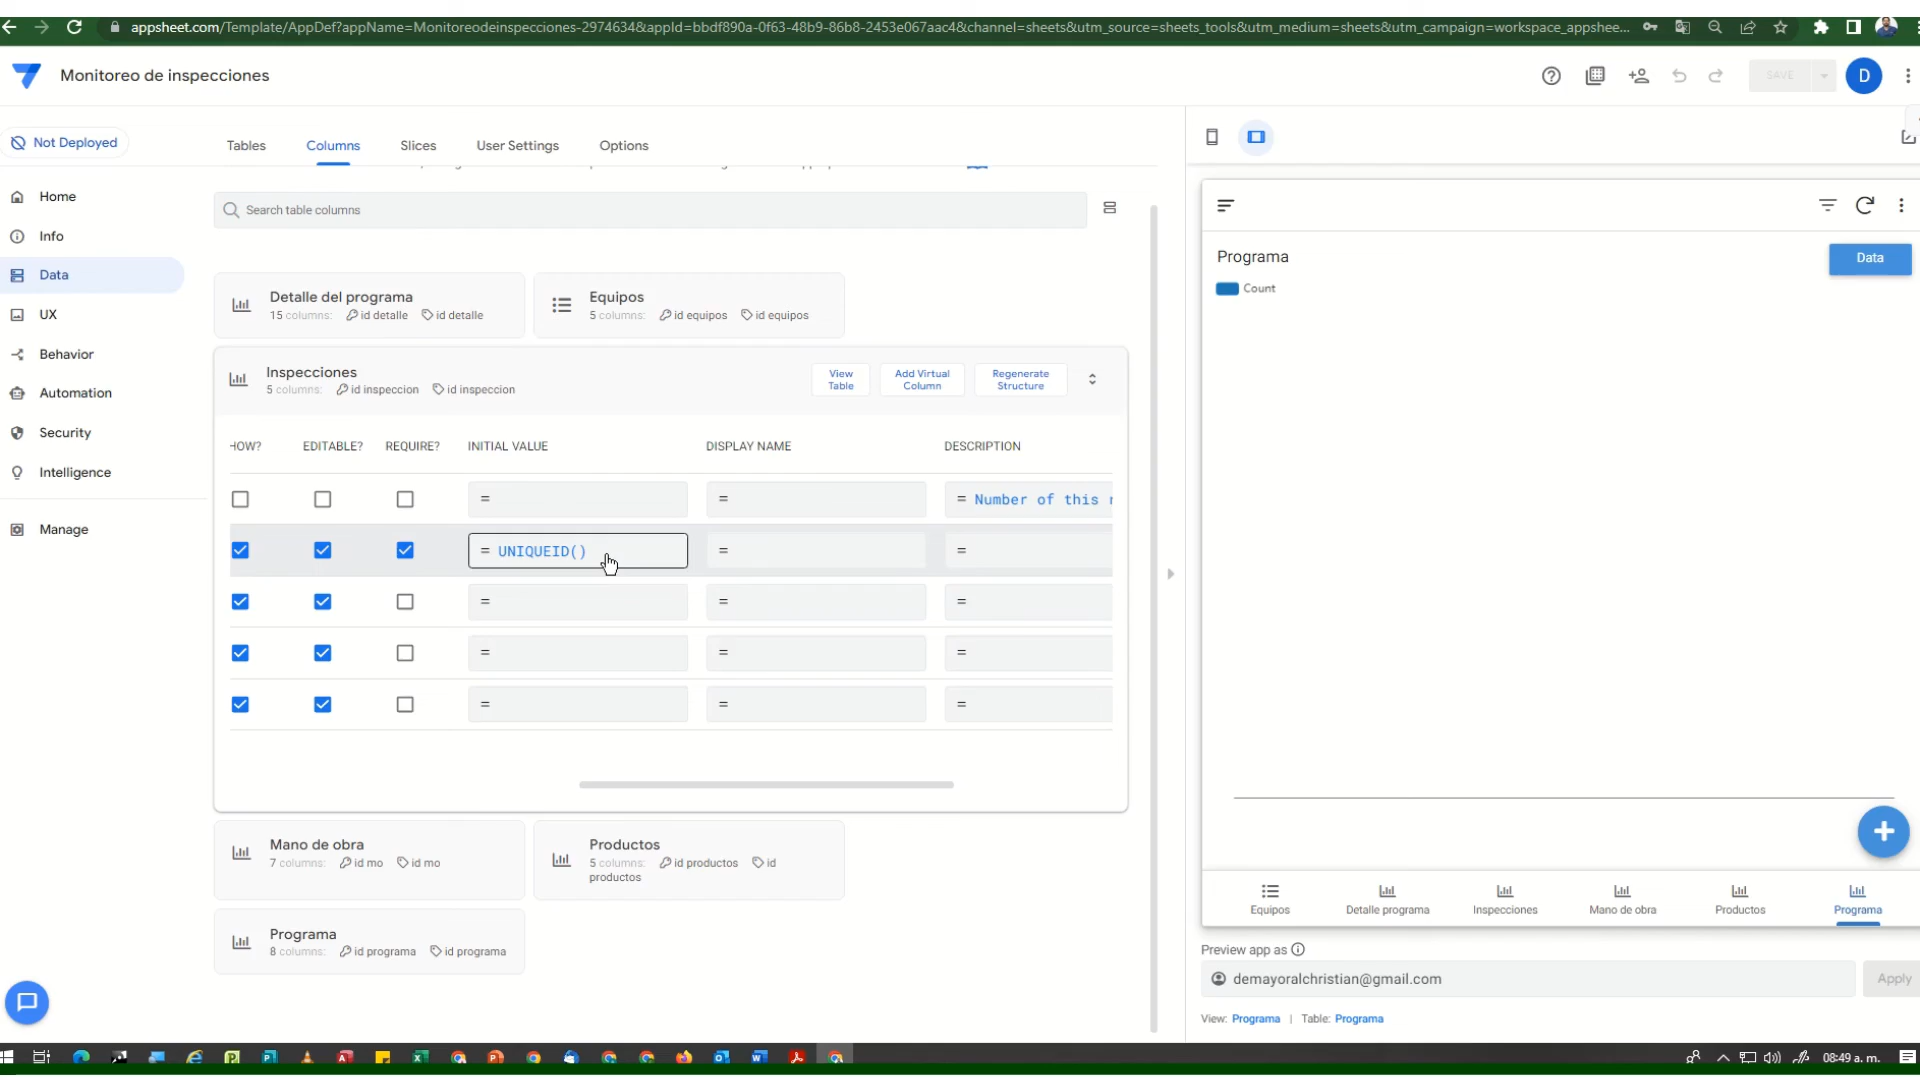 appsheet.com/Template/AppDef?appName=Monitoreodeinspecciones-2974634&appId=bbdf890a-0f63-48b9-86b8-2453e067aac4&channel=sheets&utm_source=sheets_tools&utm_medium=sheets&utm_campaign=workspace_appshee...
Monitoreo de inspecciones
SAVE
D
Not Deployed
Tables
Columns
Slices
User Settings
Options
Home
Info
Data
UX
Behavior
Automation
Security
Intelligence
Manage
Search table columns
Detalle del programa
15 columns: id detalle id detalle
Equipos
5 columns: id equipos id equipos
Inspecciones
5 columns: id inspeccion id inspeccion
View Table
Add Virtual Column
Regenerate Structure
HOW? EDITABLE? REQUIRE? INITIAL VALUE DISPLAY NAME DESCRIPTION
= = = Number of this r
= UNIQUEID() = =
= = =
= = =
= = =
Mano de obra
7 columns: id mo id mo
Productos
5 columns: id productos id productos
Programa
8 columns: id programa id programa
Programa
Data
Count
Equipos
Detalle programa
Inspecciones
Mano de obra
Productos
Programa
Preview app as
demayoralchristian@gmail.com
Apply
View: Programa | Table: Programa
08:49 a. m.